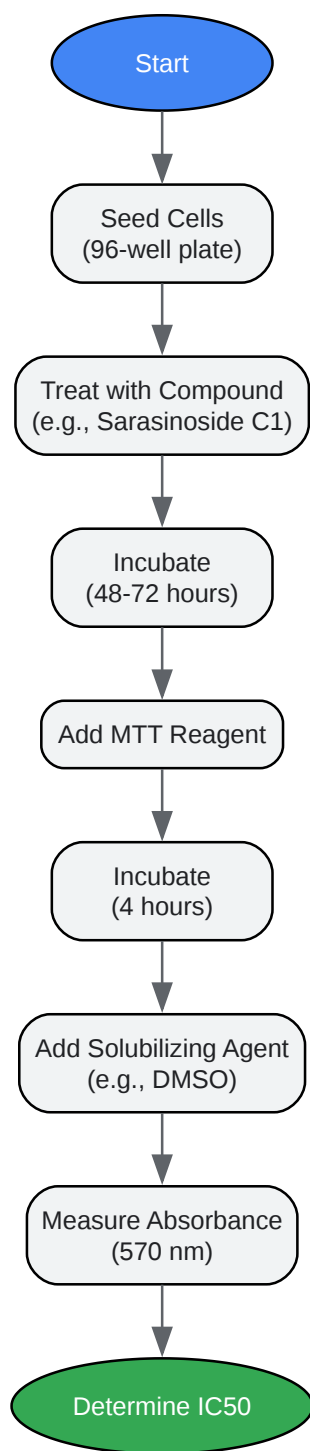 Start
Seed Cells
(96-well plate)
Treat with Compound
(e.g., Sarasinoside C1)
Incubate
(48-72 hours)
Add MTT Reagent
Incubate
(4 hours)
Add Solubilizing Agent
(e.g., DMSO)
Measure Absorbance
(570 nm)
Determine IC50